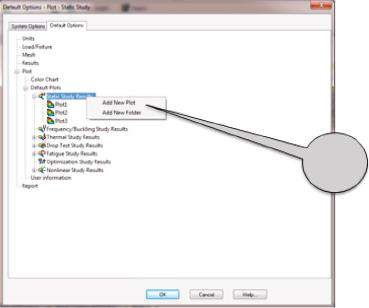 Default Options - Plot - Static Study
System Options
Default Options
Units
Load/Fixture
Mesh
Results
Plot
Color Chart
Default Plots
Static Study Results
Plot1
Add New Plot
Plot2
Add New Folder
Plot3
Frequency/Buckling Study Results
Thermal Study Results
Drop Test Study Results
Fatigue Study Results
Optimization Study Results
Nonlinear Study Results
User information
Report
OK
Cancel
Help...